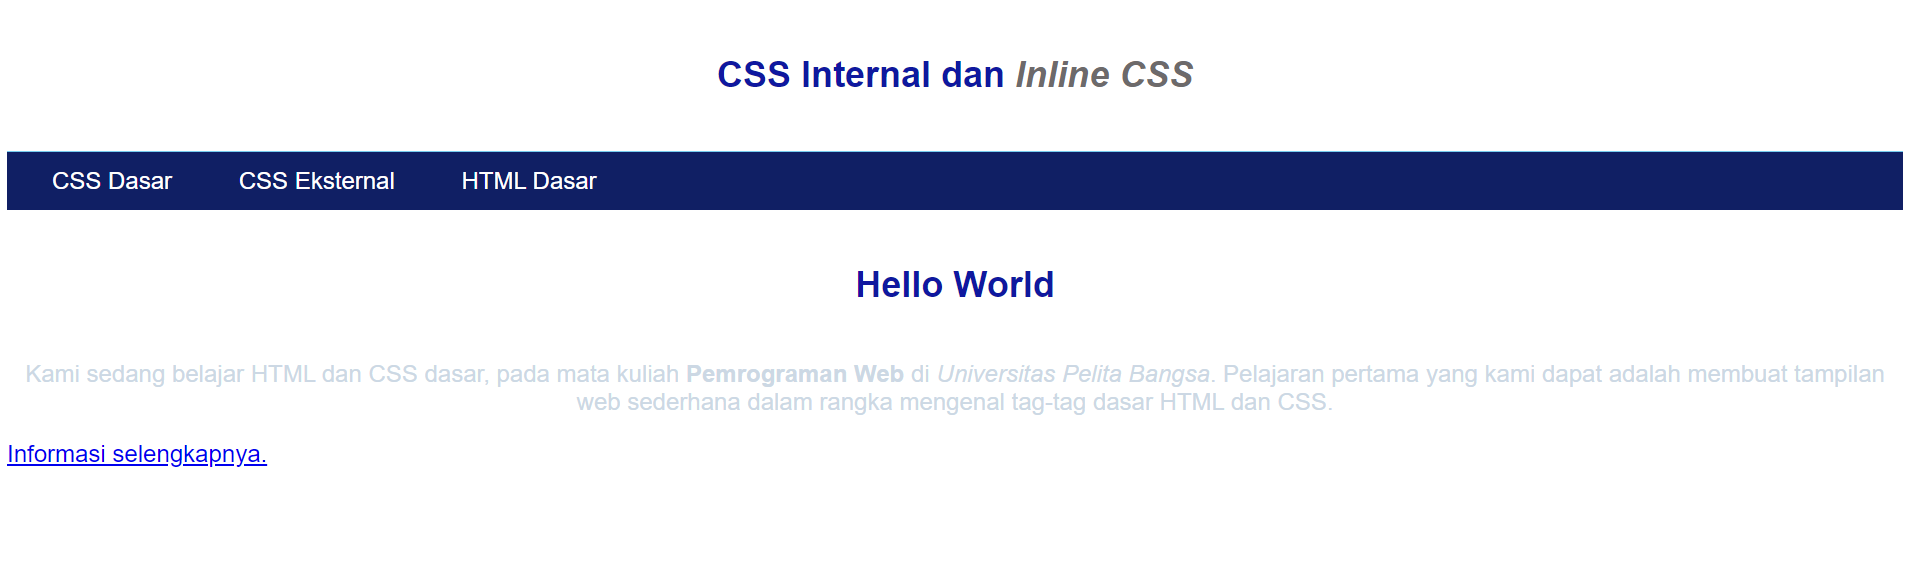 CSS Internal dan Inline CSS
CSS Dasar CSS Eksternal HTML Dasar
Hello World
Kami sedang belajar HTML dan CSS dasar, pada mata kuliah Pemrograman Web di Universitas Pelita Bangsa. Pelajaran pertama yang kami dapat adalah membuat tampilan
web sederhana dalam rangka mengenal tag-tag dasar HTML dan CSS.
Informasi selengkapnya.